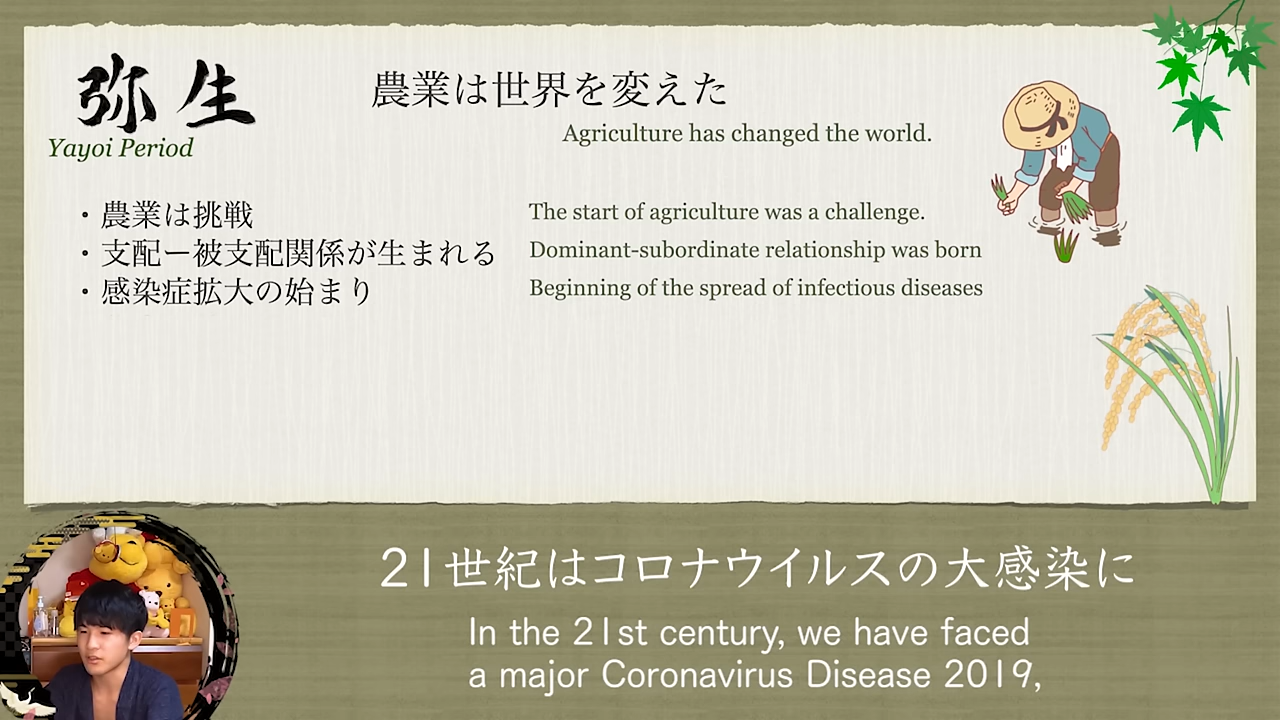 弥生
Yayoi Period
農業は世界を変えた
Agriculture has changed the world.
・農業は挑戦
The start of agriculture was a challenge.
・支配ー被支配関係が生まれる
Dominant-subordinate relationship was born
・感染症拡大の始まり
Beginning of the spread of infectious diseases
21世紀はコロナウイルスの大感染に
In the 21st century, we have faced
a major Coronavirus Disease 2019,